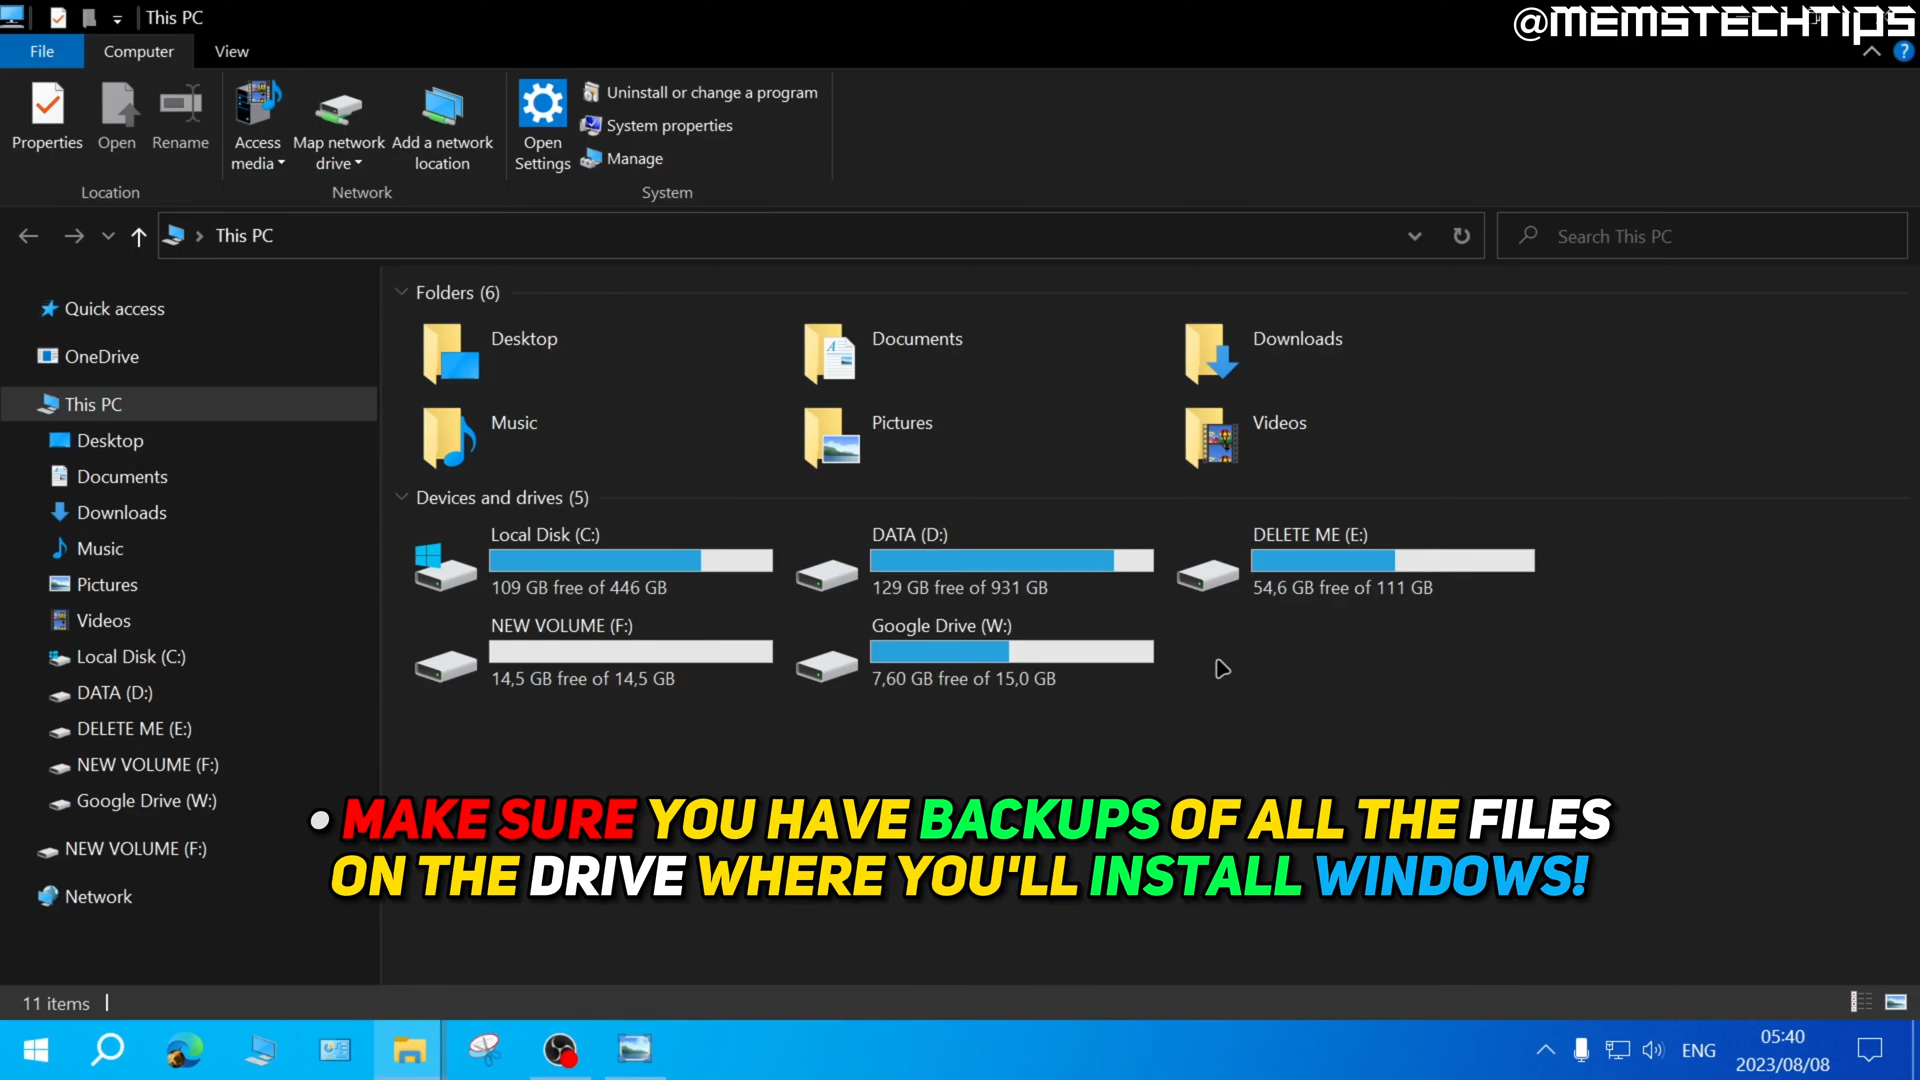 This PC
@MEMSTECHTIPS
File
Computer
View
Properties
Open
Rename
Access media
Map network drive
Add a network location
Open Settings
Uninstall or change a program
System properties
Manage
Location
Network
System
This PC
Search This PC
Quick access
OneDrive
This PC
Desktop
Documents
Downloads
Music
Pictures
Videos
Local Disk (C:)
DATA (D:)
DELETE ME (E:)
NEW VOLUME (F:)
Google Drive (W:)
NEW VOLUME (F:)
Network
Folders (6)
Desktop
Documents
Downloads
Music
Pictures
Videos
Devices and drives (5)
Local Disk (C:)
109 GB free of 446 GB
DATA (D:)
129 GB free of 931 GB
DELETE ME (E:)
54,6 GB free of 111 GB
NEW VOLUME (F:)
14,5 GB free of 14,5 GB
Google Drive (W:)
7,60 GB free of 15,0 GB
• MAKE SURE YOU HAVE BACKUPS OF ALL THE FILES
ON THE DRIVE WHERE YOU'LL INSTALL WINDOWS!
11 items
ENG
05:40
2023/08/08